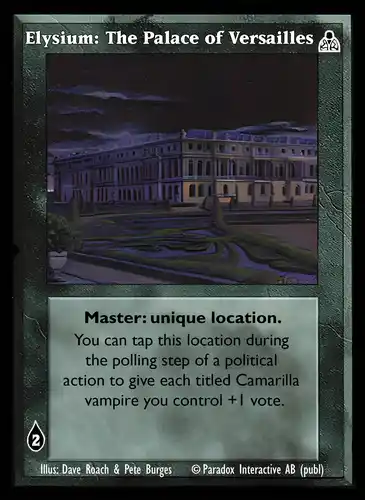 Elysium: The Palace of Versailles
Master: unique location.
You can tap this location during
the polling step of a political
action to give each titled Camarilla
vampire you control +1 vote.
2
Illus: Dave Roach & Pete Burges © Paradox Interactive AB (publ)